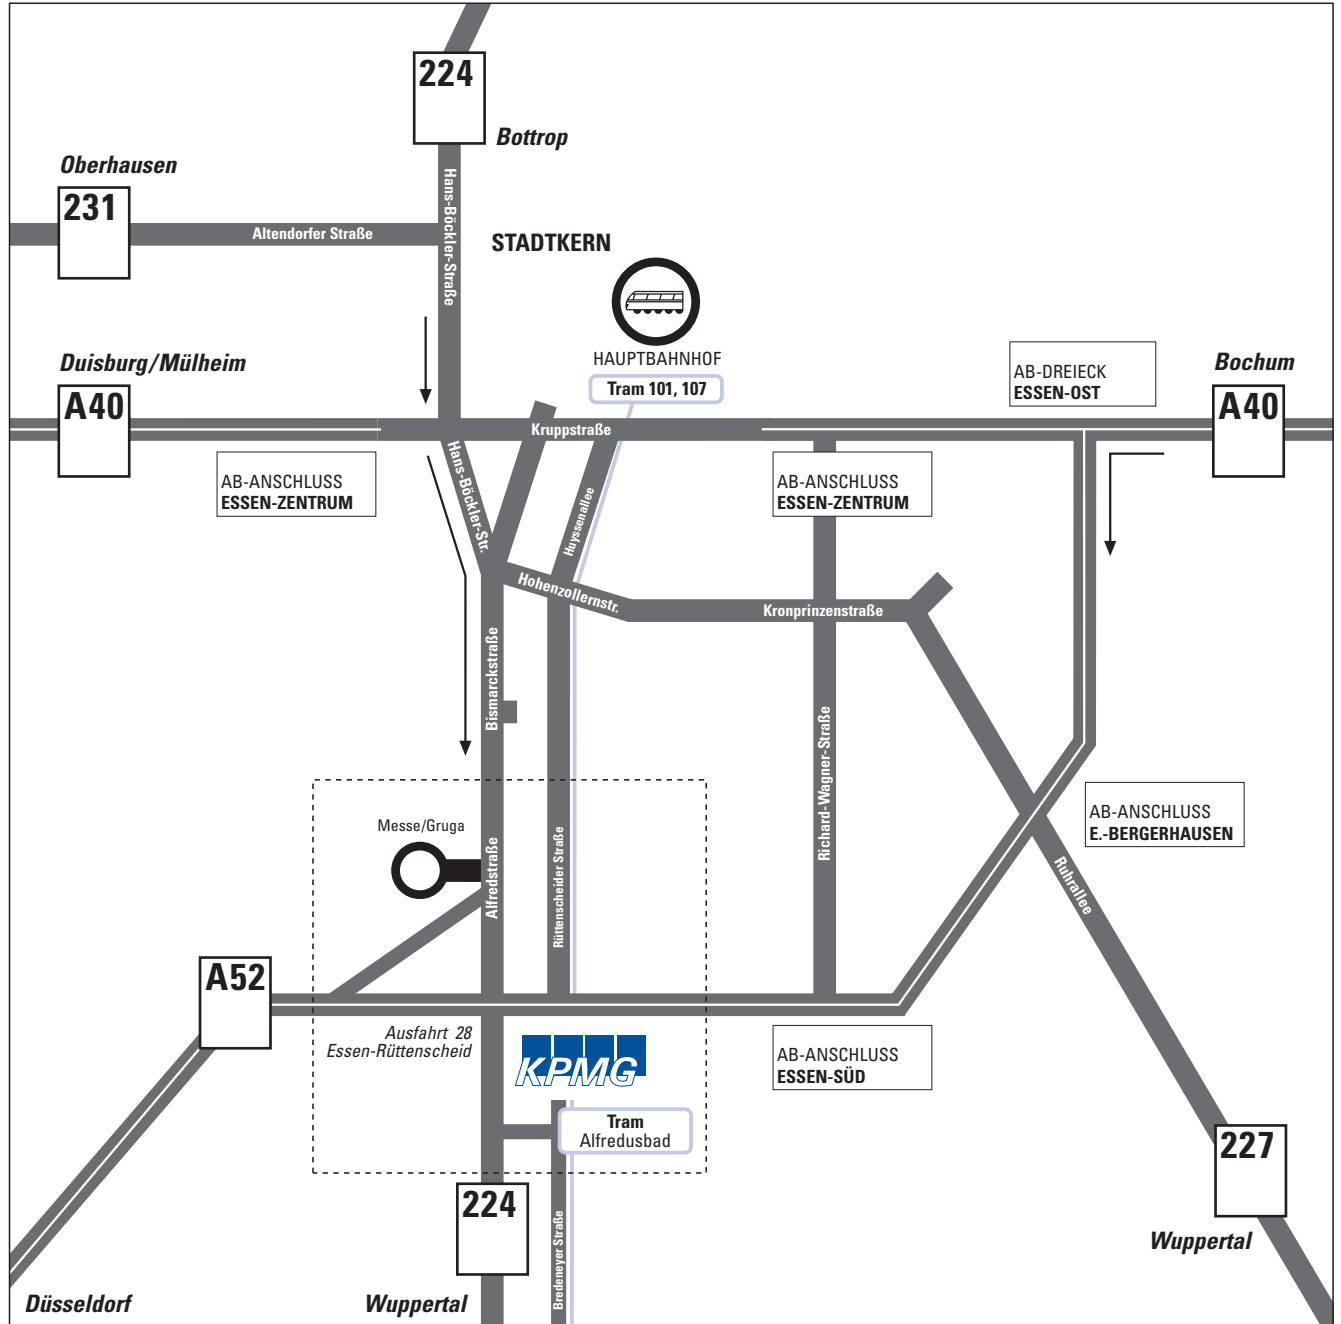 224
Bottrop
Oberhausen
231
Altendorfer Straße
Hans-Böckler-Straße
STADTKERN
HAUPTBAHNHOF
Tram 101, 107
Duisburg/Mülheim
A40
Kruppstraße
AB-DREIECK
ESSEN-OST
Bochum
A40
AB-ANSCHLUSS
ESSEN-ZENTRUM
Hans-Böckler-Str.
Huyssenallee
AB-ANSCHLUSS
ESSEN-ZENTRUM
Hohenzollernstr.
Kronprinzenstraße
Bismarckstraße
Richard-Wagner-Straße
AB-ANSCHLUSS
E.-BERGERHAUSEN
Messe/Gruga
Alfredstraße
Rüttenscheider Straße
Ruhrallee
A52
Ausfahrt 28
Essen-Rüttenscheid
KPMG
AB-ANSCHLUSS
ESSEN-SÜD
Tram
Alfredusbad
227
224
Bredeneyer Straße
Wuppertal
Düsseldorf
Wuppertal